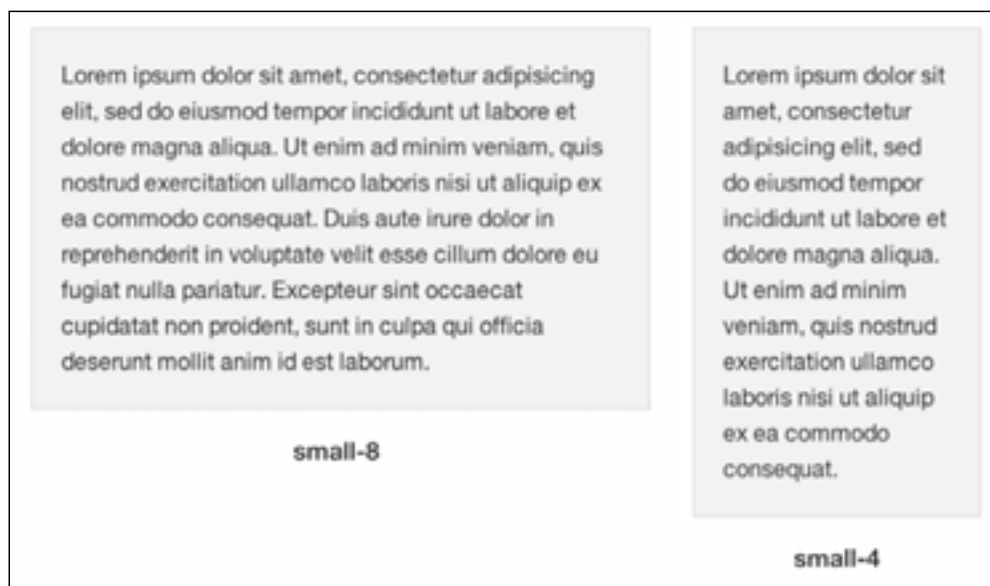 Lorem ipsum dolor sit amet, consectetur adipisicing
elit, sed do eiusmod tempor incididunt ut labore et
dolore magna aliqua. Ut enim ad minim veniam, quis
nostrud exercitation ullamco laboris nisi ut aliquip ex
ea commodo consequat. Duis aute irure dolor in
reprehenderit in voluptate velit esse cillum dolore eu
fugiat nulla pariatur. Excepteur sint occaecat
cupidatat non proident, sunt in culpa qui officia
deserunt mollit anim id est laborum.
small-8
Lorem ipsum dolor sit
amet, consectetur
adipisicing elit, sed
do eiusmod tempor
incididunt ut labore et
dolore magna aliqua.
Ut enim ad minim
veniam, quis nostrud
exercitation ullamco
laboris nisi ut aliquip
ex ea commodo
consequat.
small-4